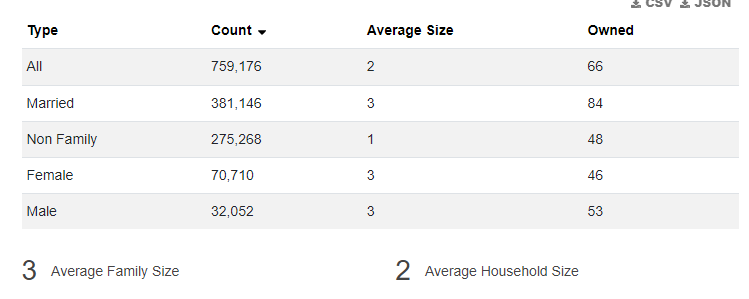 CSV JSON
Type Count Average Size Owned
All 759,176 2 66
Married 381,146 3 84
Non Family 275,268 1 48
Female 70,710 3 46
Male 32,052 3 53
3 Average Family Size 2 Average Household Size